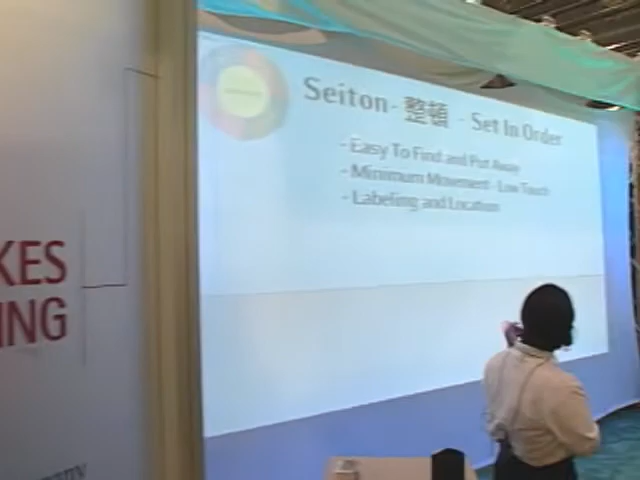 Seiton - 整頓 - Set In Order
- Easy To Find and Put Away
- Minimum Movement - Low Touch
- Labeling and Location
KES
ING